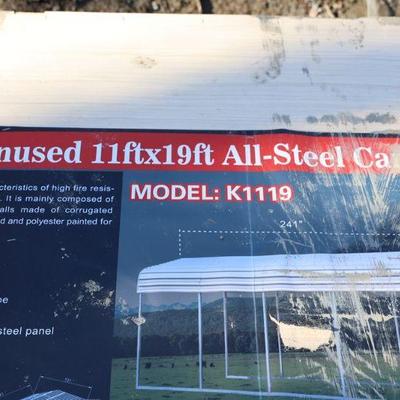 nused 11ftx19ft All-Steel Ca
cteristics of high fire resis-
. It is mainly composed of
alls made of corrugated
d and polyester painted for
MODEL: K1119
241"
pe
steel panel